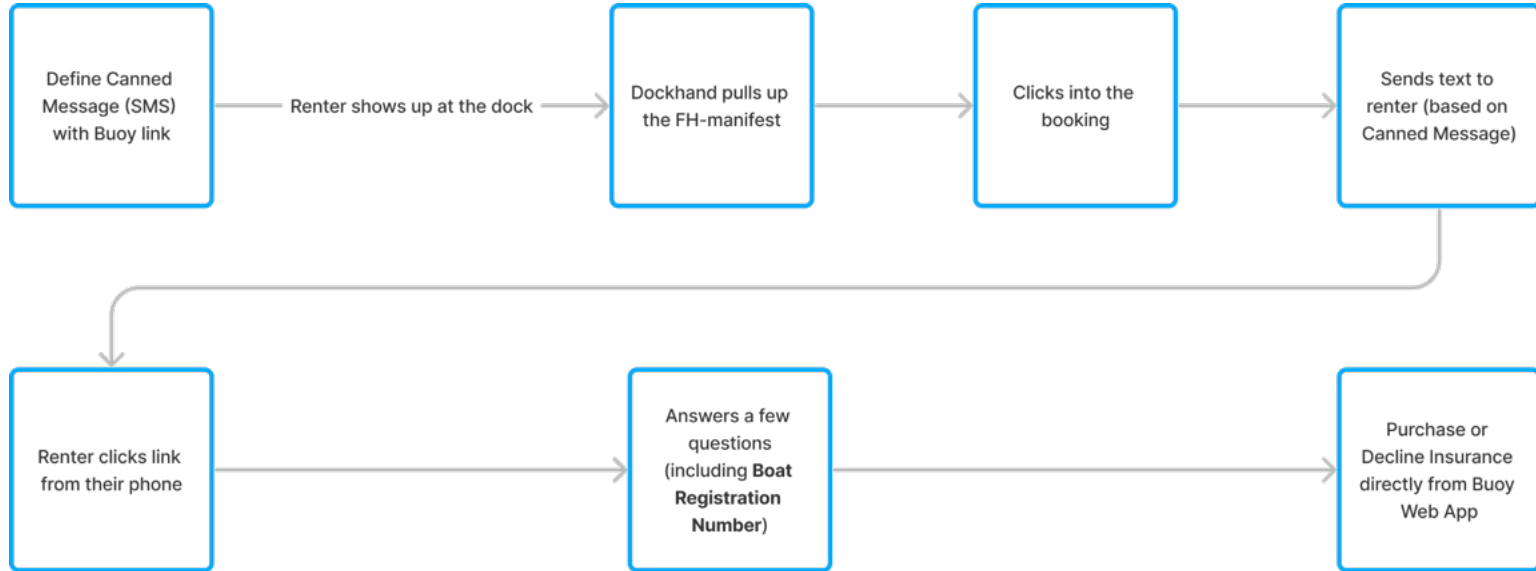 Define Canned
Message (SMS)
with Buoy link
Renter shows up at the dock
Dockhand pulls up
the FH-manifest
Clicks into the
booking
Sends text to
renter (based on
Canned Message)
Renter clicks link
from their phone
Answers a few
questions
(including Boat
Registration
Number)
Purchase or
Decline Insurance
directly from Buoy
Web App